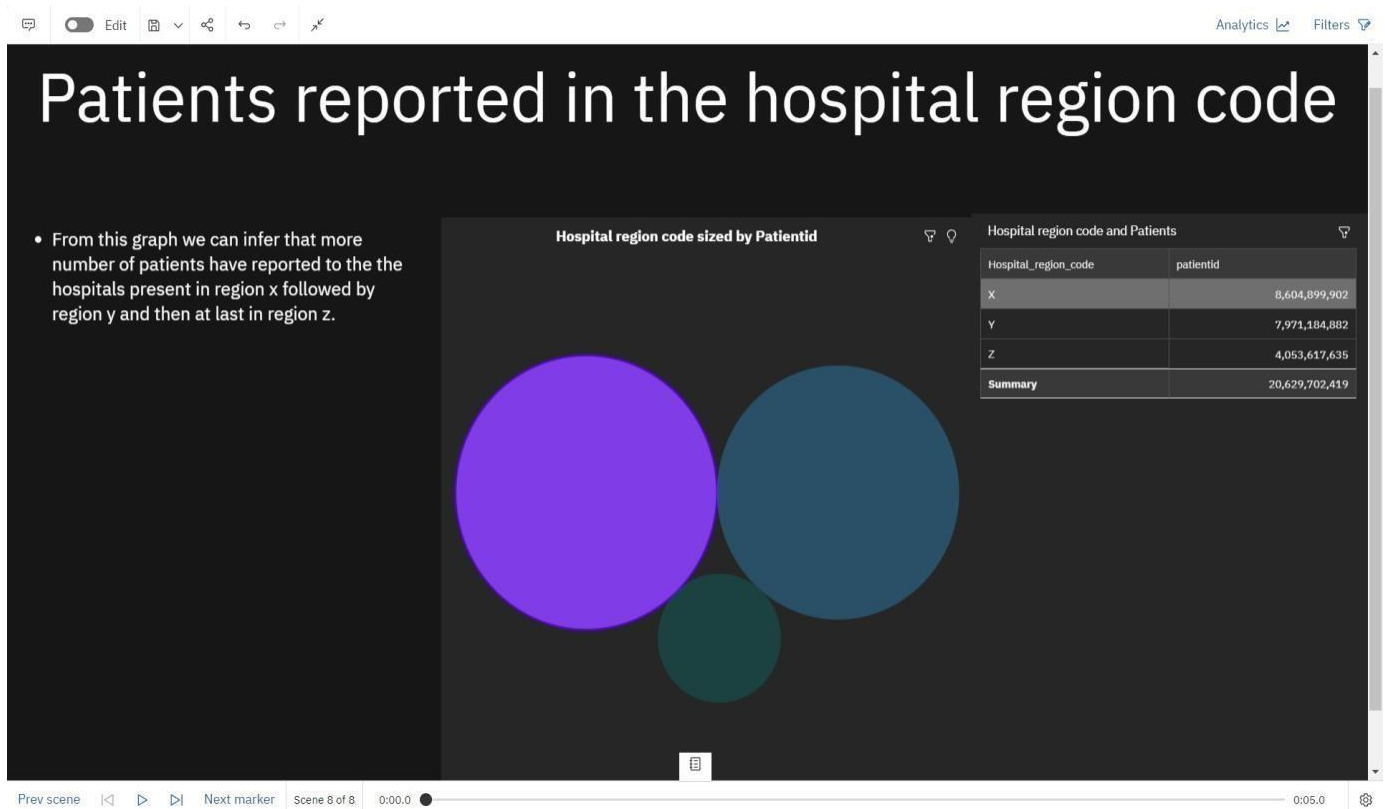 Edit
Analytics
Filters
Patients reported in the hospital region code
• From this graph we can infer that more
number of patients have reported to the the
hospitals present in region x followed by
region y and then at last in region z.
Hospital region code sized by Patientid
Hospital region code and Patients
Hospital_region_code patientid
X 8,604,899,902
Y 7,971,184,882
Z 4,053,617,635
Summary 20,629,702,419
Prev scene Next marker Scene 8 of 8 0:00.0 0:05.0